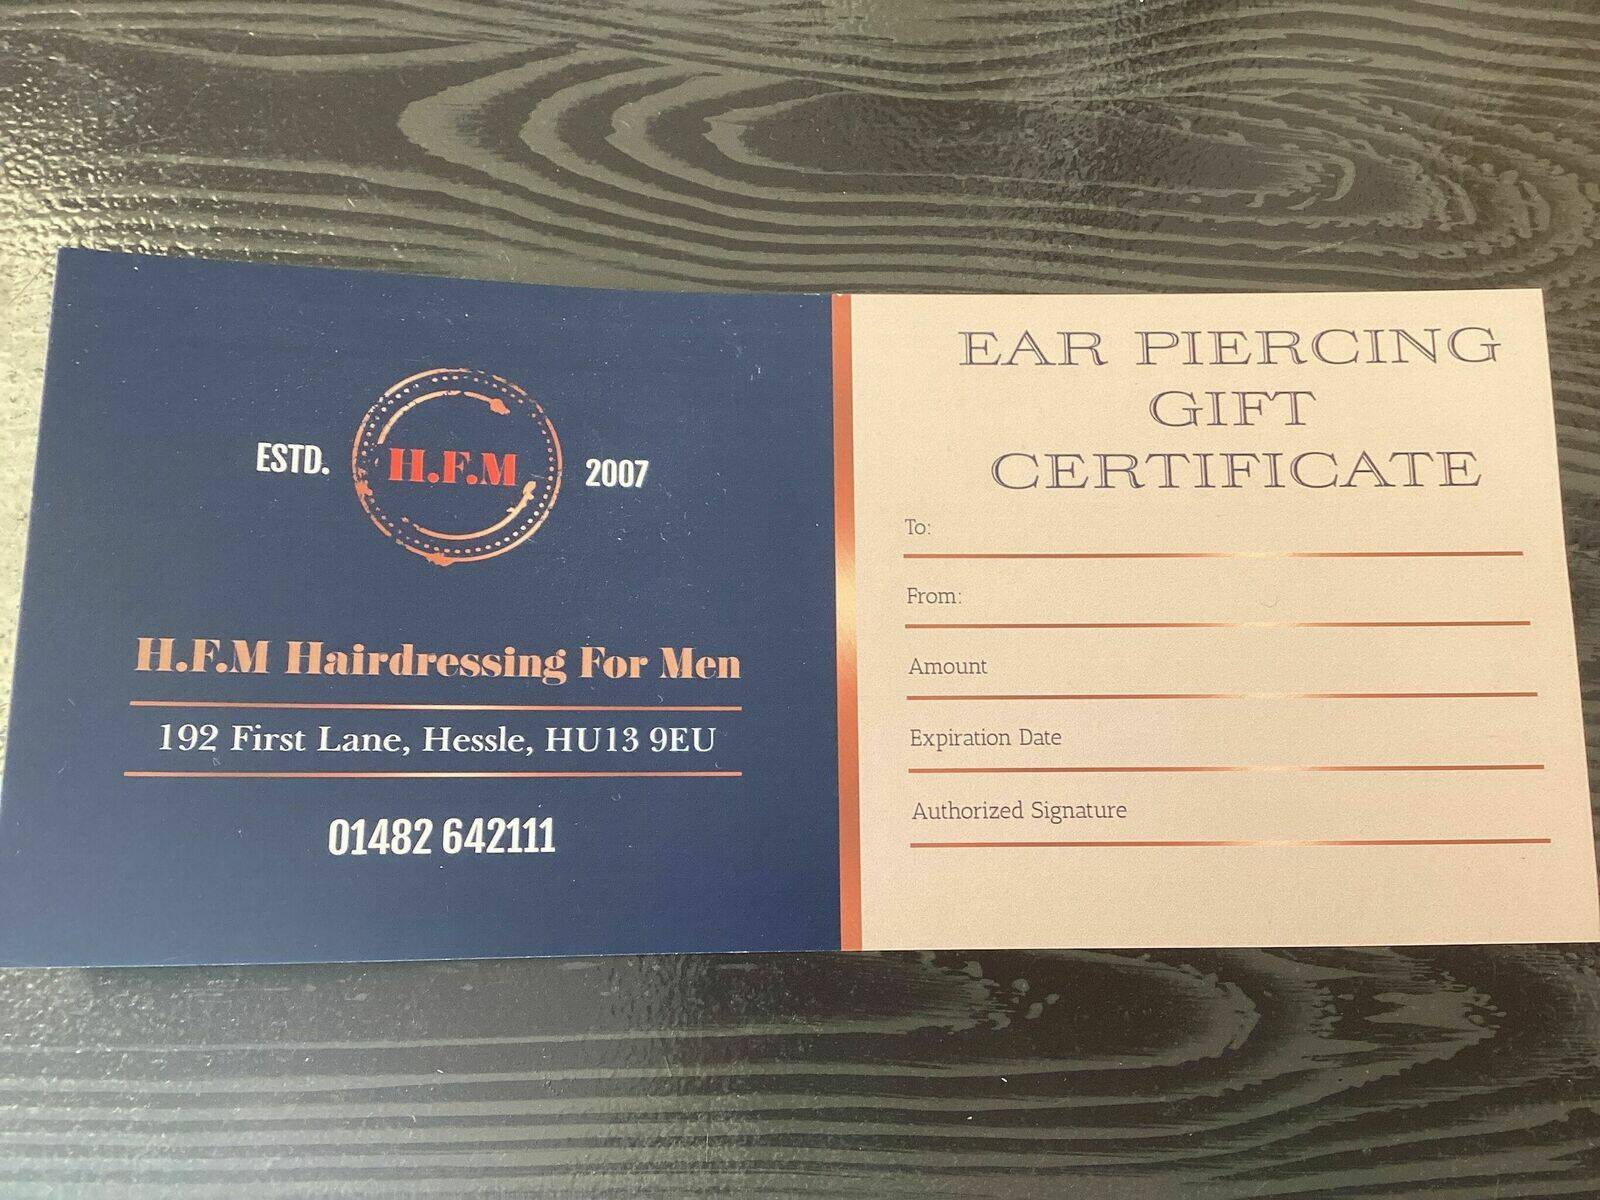 ESTD.
H.F.M
2007
H.F.M Hairdressing For Men
192 First Lane, Hessle, HU13 9EU
01482 642111
EAR PIERCING
GIFT
CERTIFICATE
To:
From:
Amount
Expiration Date
Authorized Signature